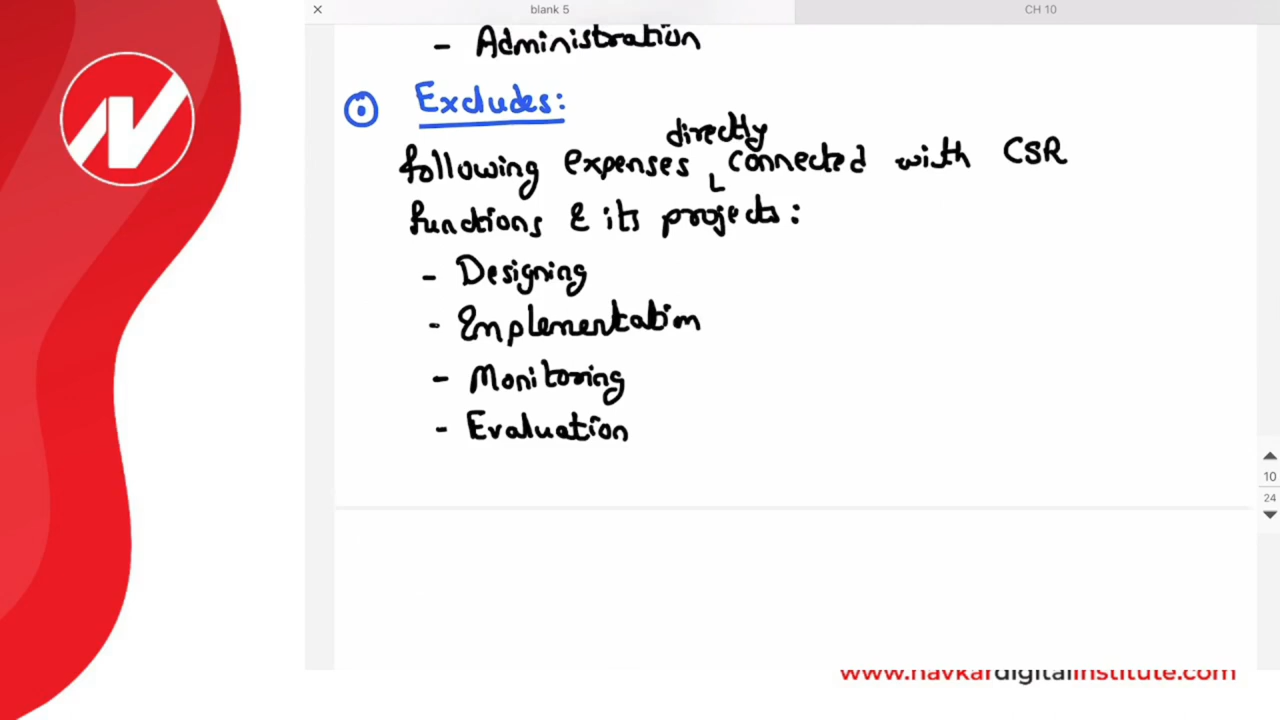 × blank 5 CH 10
- Administration
Excludes:
directly
following expenses connected with CSR
functions & its projects:
- Designing
- Implementation
- Monitoring
- Evaluation
10
24
www.navkardigitalinstitute.com